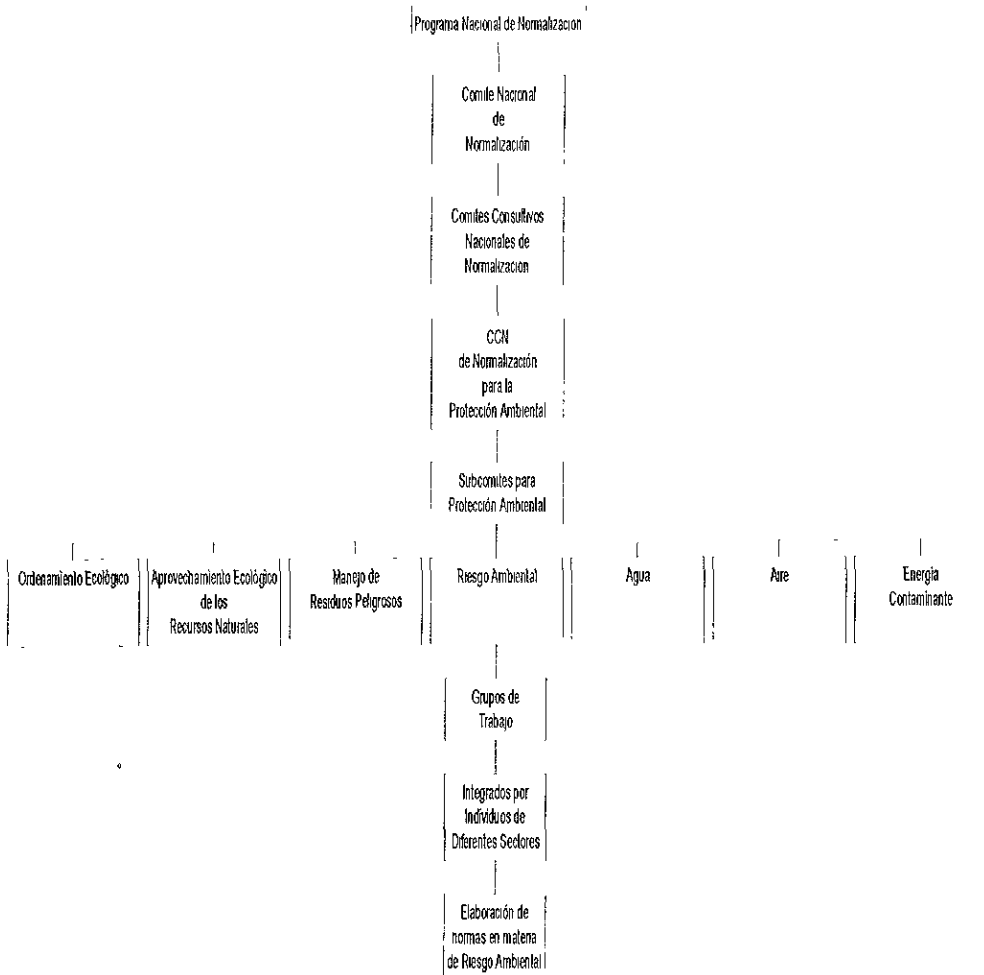 Programa Nacional de Normalización
Comite Nacional
de
Normalización
Comites Consultivos
Nacionales de
Normalización
CCN
de Normalización
para la
Protección Ambiental
Subcomites para
Protección Ambiental
Ordenamiento Ecológico
Aprovechamiento Ecológico
de los
Recursos Naturales
Manejo de
Residuos Peligrosos
Riesgo Ambiental
Agua
Aire
Energia
Contaminante
Grupos de
Trabajo
Integrados por
Individuos de
Diferentes Sectores
Elaboración de
normas en materia
de Riesgo Ambiental